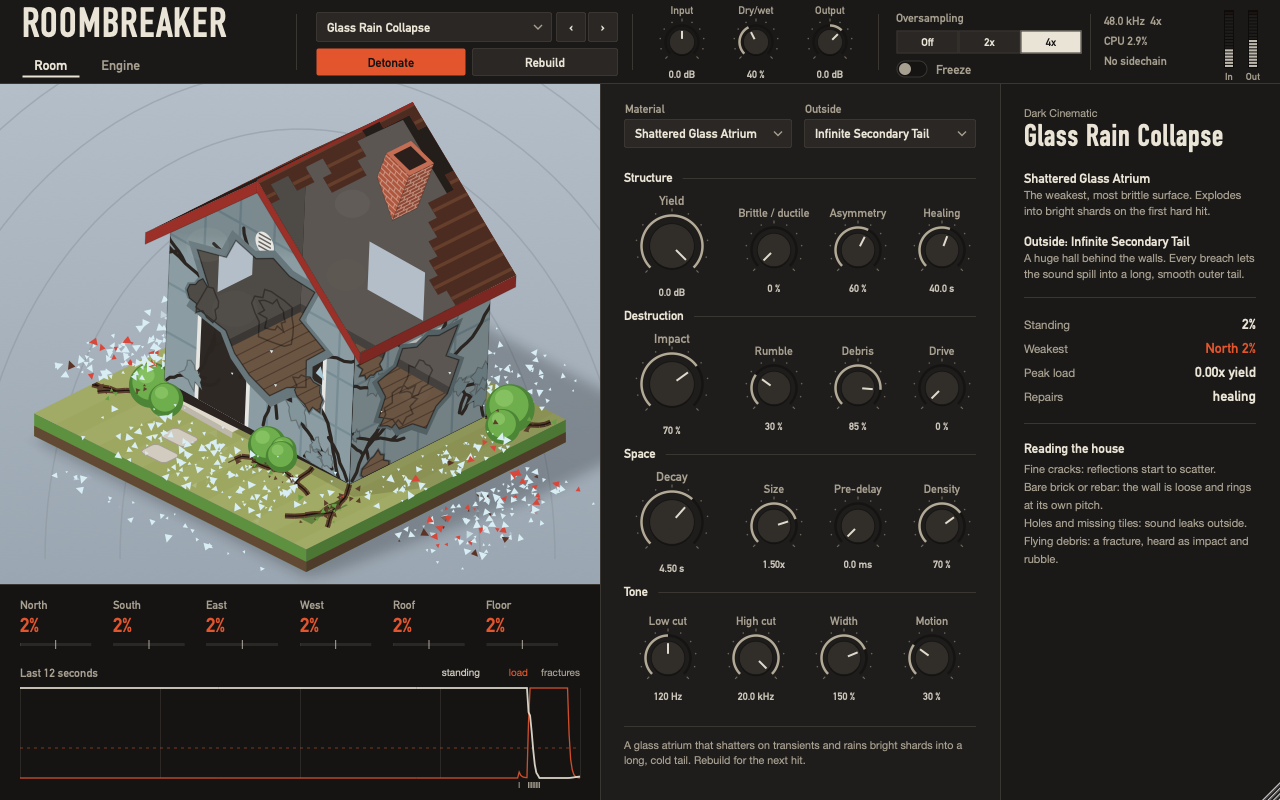 ROOMBREAKER
Room
Engine
Glass Rain Collapse
‹
›
Detonate
Rebuild
Input
0.0 dB
Dry/wet
40 %
Output
0.0 dB
Oversampling
Off
2x
4x
Freeze
48.0 kHz 4x
CPU 2.9%
No sidechain
In
Out
Material
Shattered Glass Atrium
Outside
Infinite Secondary Tail
Structure
Yield
0.0 dB
Brittle / ductile
0 %
Asymmetry
60 %
Healing
40.0 s
Destruction
Impact
70 %
Rumble
30 %
Debris
85 %
Drive
0 %
Space
Decay
4.50 s
Size
1.50x
Pre-delay
0.0 ms
Density
70 %
Tone
Low cut
120 Hz
High cut
20.0 kHz
Width
150 %
Motion
30 %
A glass atrium that shatters on transients and rains bright shards into a
long, cold tail. Rebuild for the next hit.
Dark Cinematic
Glass Rain Collapse
Shattered Glass Atrium
The weakest, most brittle surface. Explodes
into bright shards on the first hard hit.
Outside: Infinite Secondary Tail
A huge hall behind the walls. Every breach lets
the sound spill into a long, smooth outer tail.
Standing 2%
Weakest North 2%
Peak load 0.00x yield
Repairs healing
Reading the house
Fine cracks: reflections start to scatter.
Bare brick or rebar: the wall is loose and rings
at its own pitch.
Holes and missing tiles: sound leaks outside.
Flying debris: a fracture, heard as impact and
rubble.
North
2%
South
2%
East
2%
West
2%
Roof
2%
Floor
2%
Last 12 seconds
standing
load
fractures